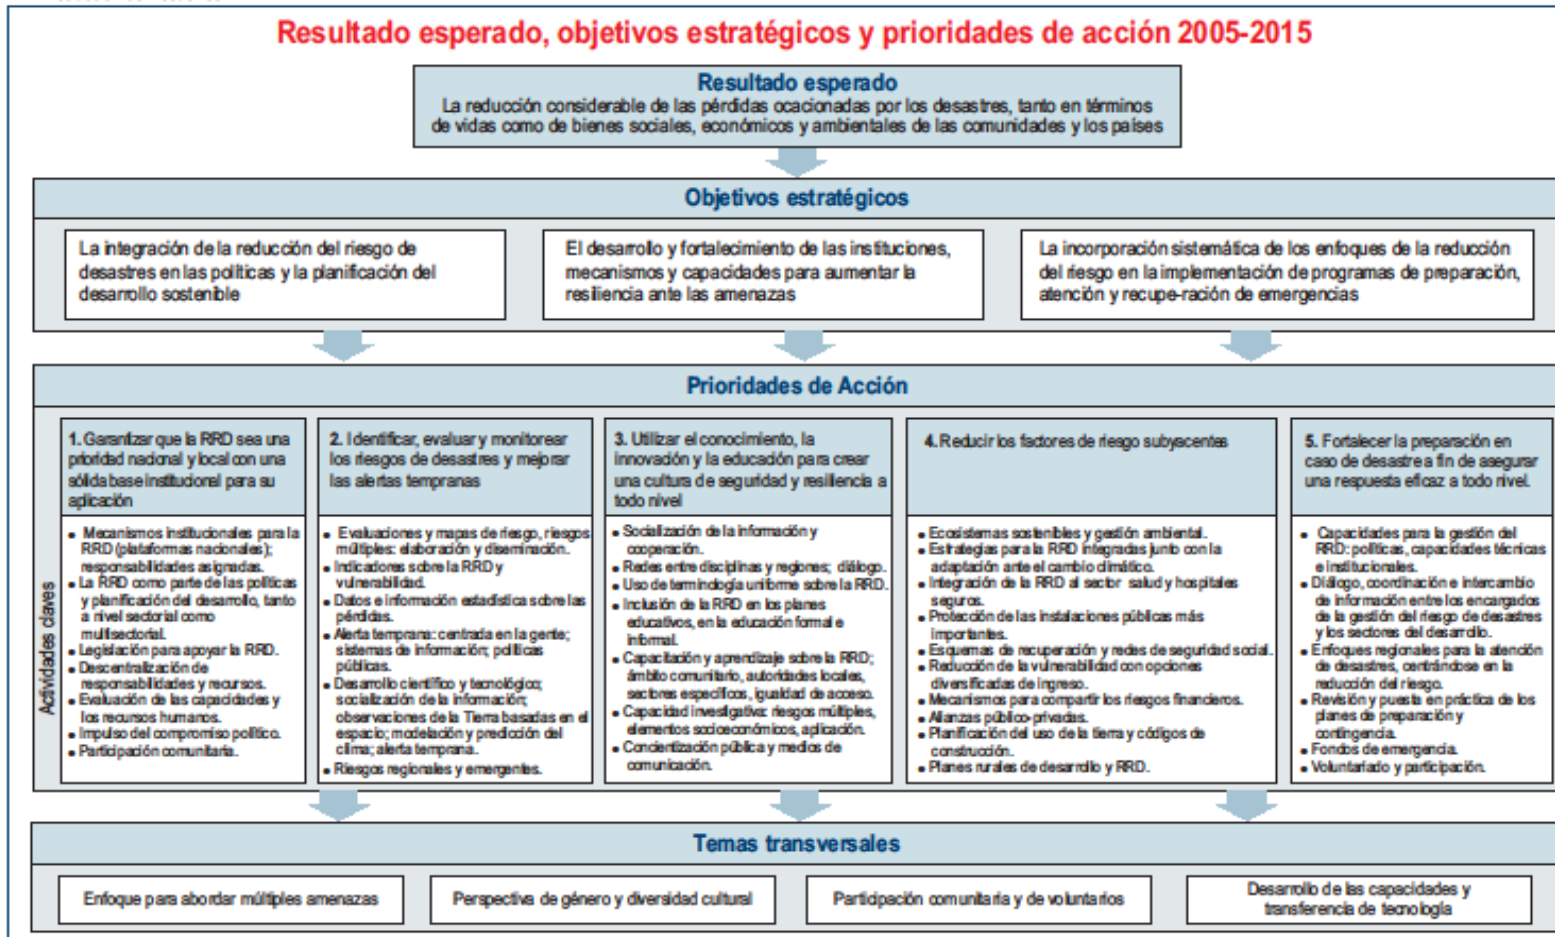 Resultado esperado, objetivos estratégicos y prioridades de acción 2005-2015
Resultado esperado
La reducción considerable de las pérdidas ocacionadas por los desastres, tanto en términos
de vidas como de bienes sociales, económicos y ambientales de las comunidades y los países
Objetivos estratégicos
La integración de la reducción del riesgo de
desastres en las políticas y la planificación del
desarrollo sostenible
El desarrollo y fortalecimiento de las instituciones,
mecanismos y capacidades para aumentar la
resiliencia ante las amenazas
La incorporación sistemática de los enfoques de la reducción
del riesgo en la implementación de programas de preparación,
atención y recupe-ración de emergencias
Prioridades de Acción
Actividades claves
1. Garantizar que la RRD sea una
prioridad nacional y local con una
sólida base institucional para su
aplicación
• Mecanismos institucionales para la
RRD (plataformas nacionales);
responsabilidades asignadas.
• La RRD como parte de las políticas
y planificación del desarrollo, tanto
a nivel sectorial como
multisectorial.
• Legislación para apoyar la RRD.
• Descentralización de
responsabilidades y recursos.
• Evaluación de las capacidades y
los recursos humanos.
• Impulso del compromiso político.
• Participación comunitaria.
2. Identificar, evaluar y monitorear
los riesgos de desastres y mejorar
las alertas tempranas
• Evaluaciones y mapas de riesgo, riesgos
múltiples: elaboración y diseminación.
• Indicadores sobre la RRD y
vulnerabilidad.
• Datos e información estadística sobre las
pérdidas.
• Alerta temprana: centrada en la gente;
sistemas de información; políticas
públicas.
• Desarrollo científico y tecnológico;
socialización de la información;
observaciones de la Tierra basadas en el
espacio; modelación y predicción del
clima; alerta temprana.
• Riesgos regionales y emergentes.
3. Utilizar el conocimiento, la
innovación y la educación para crear
una cultura de seguridad y resiliencia a
todo nivel
• Socialización de la información y
cooperación.
• Redes entre disciplinas y regiones; diálogo.
• Uso de terminología uniforme sobre la RRD.
• Inclusión de la RRD en los planes
educativos, en la educación formal e
informal.
• Capacitación y aprendizaje sobre la RRD;
ámbito comunitario, autoridades locales,
sectores específicos, igualdad de acceso.
• Capacidad investigativa: riesgos múltiples,
elementos socioeconómicos, aplicación.
• Concientización pública y medios de
comunicación.
4. Reducir los factores de riesgo subyacentes
• Ecosistemas sostenibles y gestión ambiental.
• Estrategias para la RRD integradas junto con la
adaptación ante el cambio climático.
• Integración de la RRD al sector salud y hospitales
seguros.
• Protección de las instalaciones públicas más
importantes.
• Esquemas de recuperación y redes de seguridad social.
• Reducción de la vulnerabilidad con opciones
diversificadas de ingreso.
• Mecanismos para compartir los riesgos financieros.
• Alianzas público-privadas.
• Planificación del uso de la tierra y códigos de
construcción.
• Planes rurales de desarrollo y RRD.
5. Fortalecer la preparación en
caso de desastre a fin de asegurar
una respuesta eficaz a todo nivel.
• Capacidades para la gestión del
RRD: políticas, capacidades técnicas
e institucionales.
• Diálogo, coordinación e intercambio
de información entre los encargados
de la gestión del riesgo de desastres
y los sectores del desarrollo.
• Enfoques regionales para la atención
de desastres, centrándose en la
reducción del riesgo.
• Revisión y puesta en práctica de los
planes de preparación y
contingencia.
• Fondos de emergencia.
• Voluntariado y participación.
Temas transversales
Enfoque para abordar múltiples amenazas
Perspectiva de género y diversidad cultural
Participación comunitaria y de voluntarios
Desarrollo de las capacidades y
transferencia de tecnología